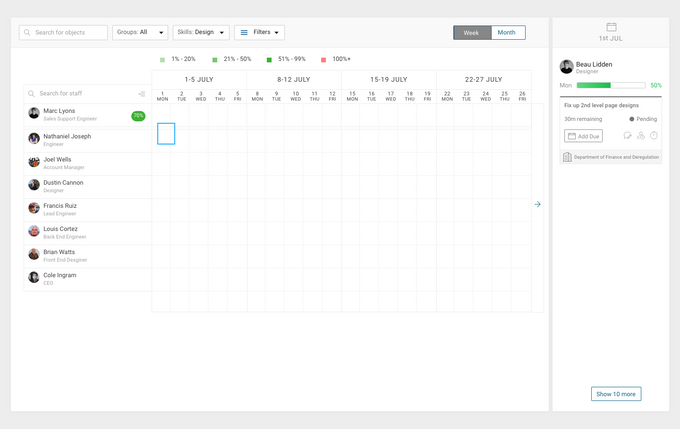 Search for objects
Groups: All
Skills: Design
Filters
Week
Month
1% - 20%
21% - 50%
51% - 99%
100%+
1-5 JULY
8-12 JULY
15-19 JULY
22-27 JULY
Search for staff
1 2 3 4 5 8 9 10 11 12 15 16 17 18 19 22 23 24 25 26
MON TUE WED THU FRI MON TUE WED THU FRI MON TUE WED THU FRI MON TUE WED THU FRI
Marc Lyons
Sales Support Engineer
70%
Nathaniel Joseph
Engineer
Joel Wells
Account Manager
Dustin Cannon
Designer
Francis Ruiz
Lead Engineer
Louis Cortez
Back End Engineer
Brian Watts
Front End Desginer
Cole Ingram
CEO
1st JUL
Beau Lidden
Designer
Mon
50%
Fix up 2nd level page designs
30m remaining
Pending
Add Due
Department of Finance and Deregulation
Show 10 more